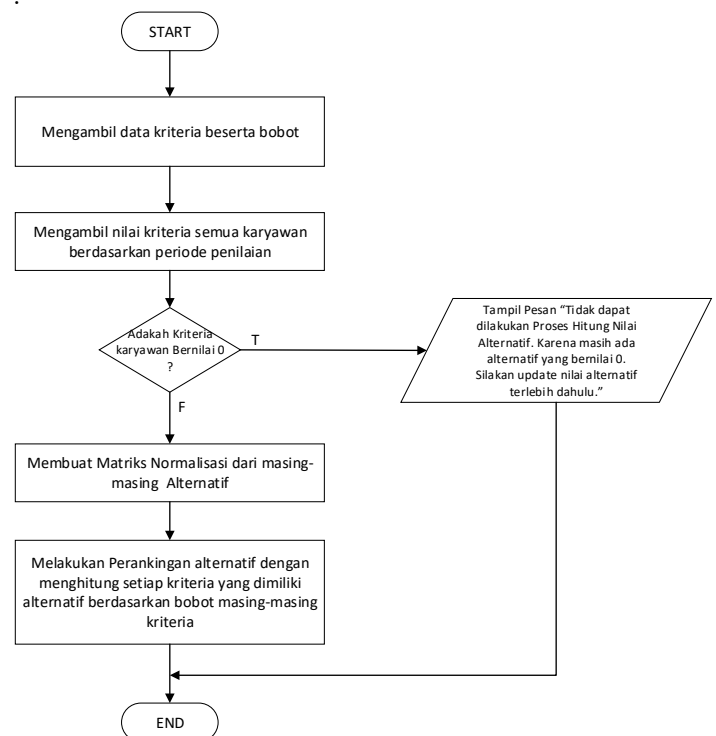 .
START
Mengambil data kriteria beserta bobot
Mengambil nilai kriteria semua karyawan
berdasarkan periode penilaian
Adakah Kriteria
karyawan Bernilai 0
?
T
Tampil Pesan “Tidak dapat
dilakukan Proses Hitung Nilai
Alternatif. Karena masih ada
alternatif yang bernilai 0.
Silakan update nilai alternatif
terlebih dahulu.”
F
Membuat Matriks Normalisasi dari masing-
masing Alternatif
Melakukan Perankingan alternatif dengan
menghitung setiap kriteria yang dimiliki
alternatif berdasarkan bobot masing-masing
kriteria
END